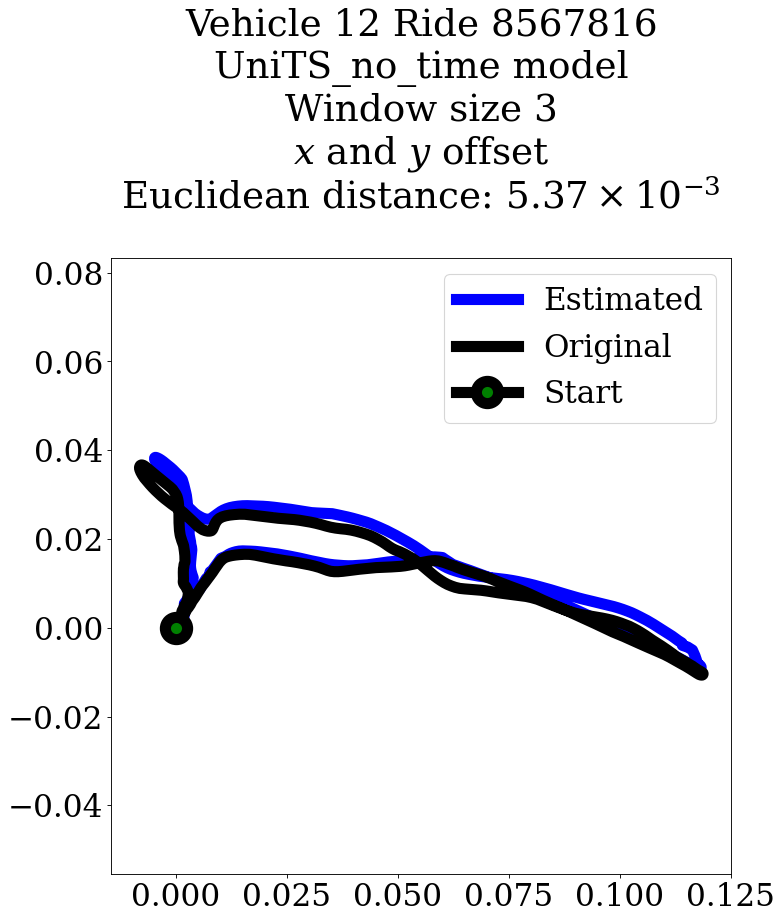 Vehicle 12 Ride 8567816
UniTS_no_time model
Window size 3
x and y offset
Euclidean distance: 5.37 × 10⁻³
Estimated
Original
Start
0.08
0.06
0.04
0.02
0.00
−0.02
−0.04
0.000 0.025 0.050 0.075 0.100 0.125